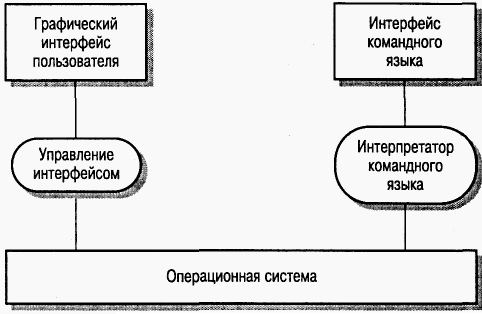 Графический
интерфейс
пользователя
Интерфейс
командного
языка
Управление
интерфейсом
Интерпретатор
командного
языка
Операционная система